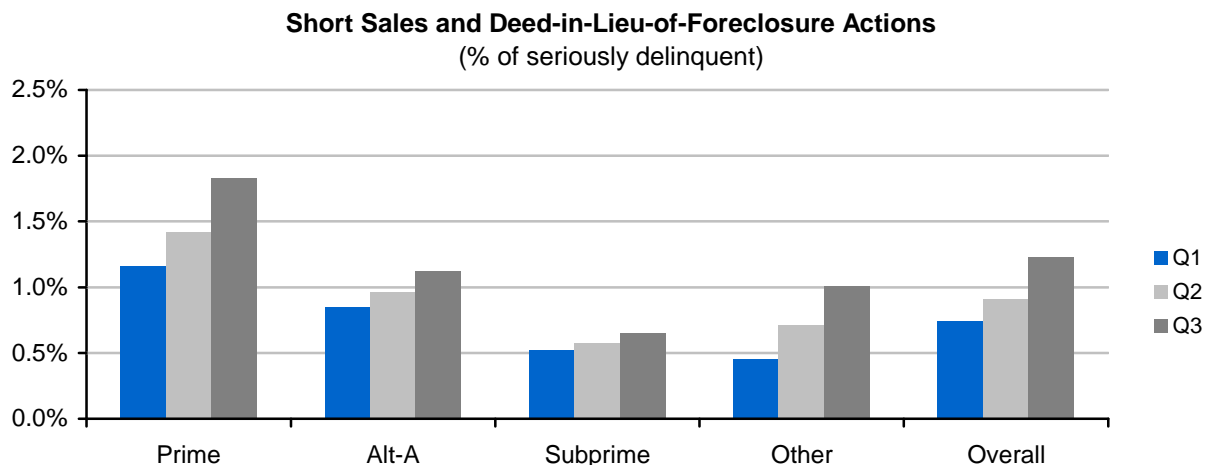 Short Sales and Deed-in-Lieu-of-Foreclosure Actions
(% of seriously delinquent)
2.5%
2.0%
1.5%
1.0%
0.5%
0.0%
Prime Alt-A Subprime Other Overall
Q1
Q2
Q3